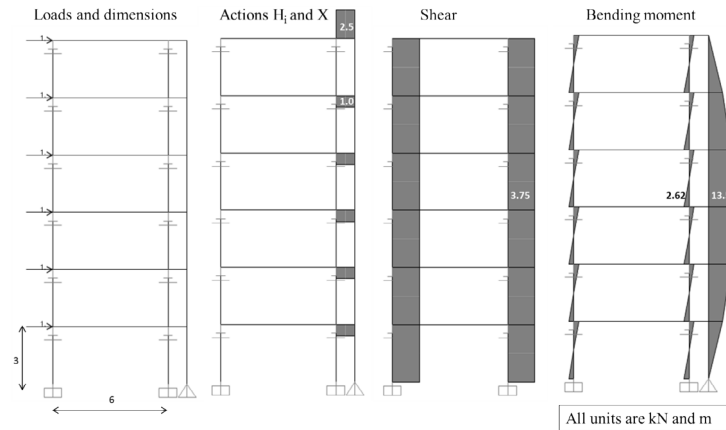 Loads and dimensions
Actions Hᵢ and X
Shear
Bending moment
1
2.5
1
1.0
1
1
3.75
2.62
13.
1
1
3
6
All units are kN and m